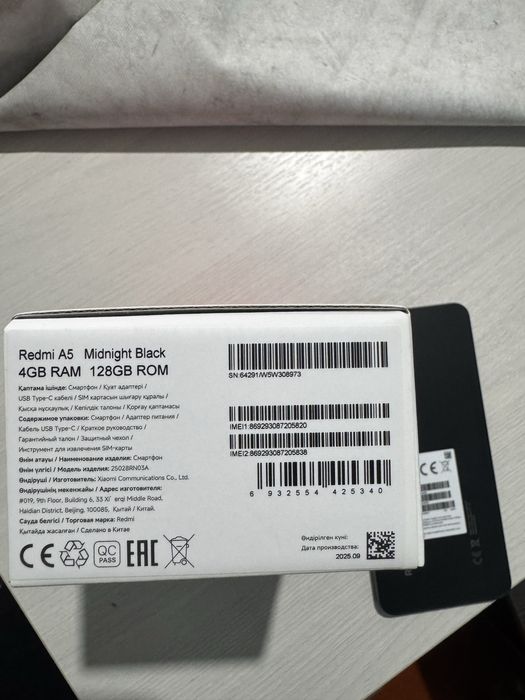 Redmi A5 Midnight Black
4GB RAM 128GB ROM
Қаптама ішінде: Смартфон / Қуат адаптері /
USB Type-C кабелі / SIM картасын шығару құралы /
Қысқа нұсқаулық / Кепілдік талоны / Қорғау қаптамасы
Содержимое упаковки: Смартфон / Адаптер питания /
Кабель USB Type-C / Краткое руководство /
Гарантийный талон / Защитный чехол /
Инструмент для извлечения SIM-карты
Өнім атауы / Наименование изделия: Смартфон
Өнім үлгісі / Модель изделия: 25028RN03A
Өндіруші / Изготовитель: Xiaomi Communications Co., Ltd.
Өндірушінің мекенжайы / Адрес изготовителя:
#019, 9th Floor, Building 6, 33 Xi'erqi Middle Road,
Haidian District, Beijing, 100085, Қытай / Китай.
Сауда белгісі / Торговая марка: Redmi
Қытайда жасалған / Сделано в Китае
CE QC PASS EAC
SN:64291/W5W308973
IMEI1:869293087205820
IMEI2:869293087205838
6 932554 425340
Өндірілген күні:
Дата производства:
2025.09
CE